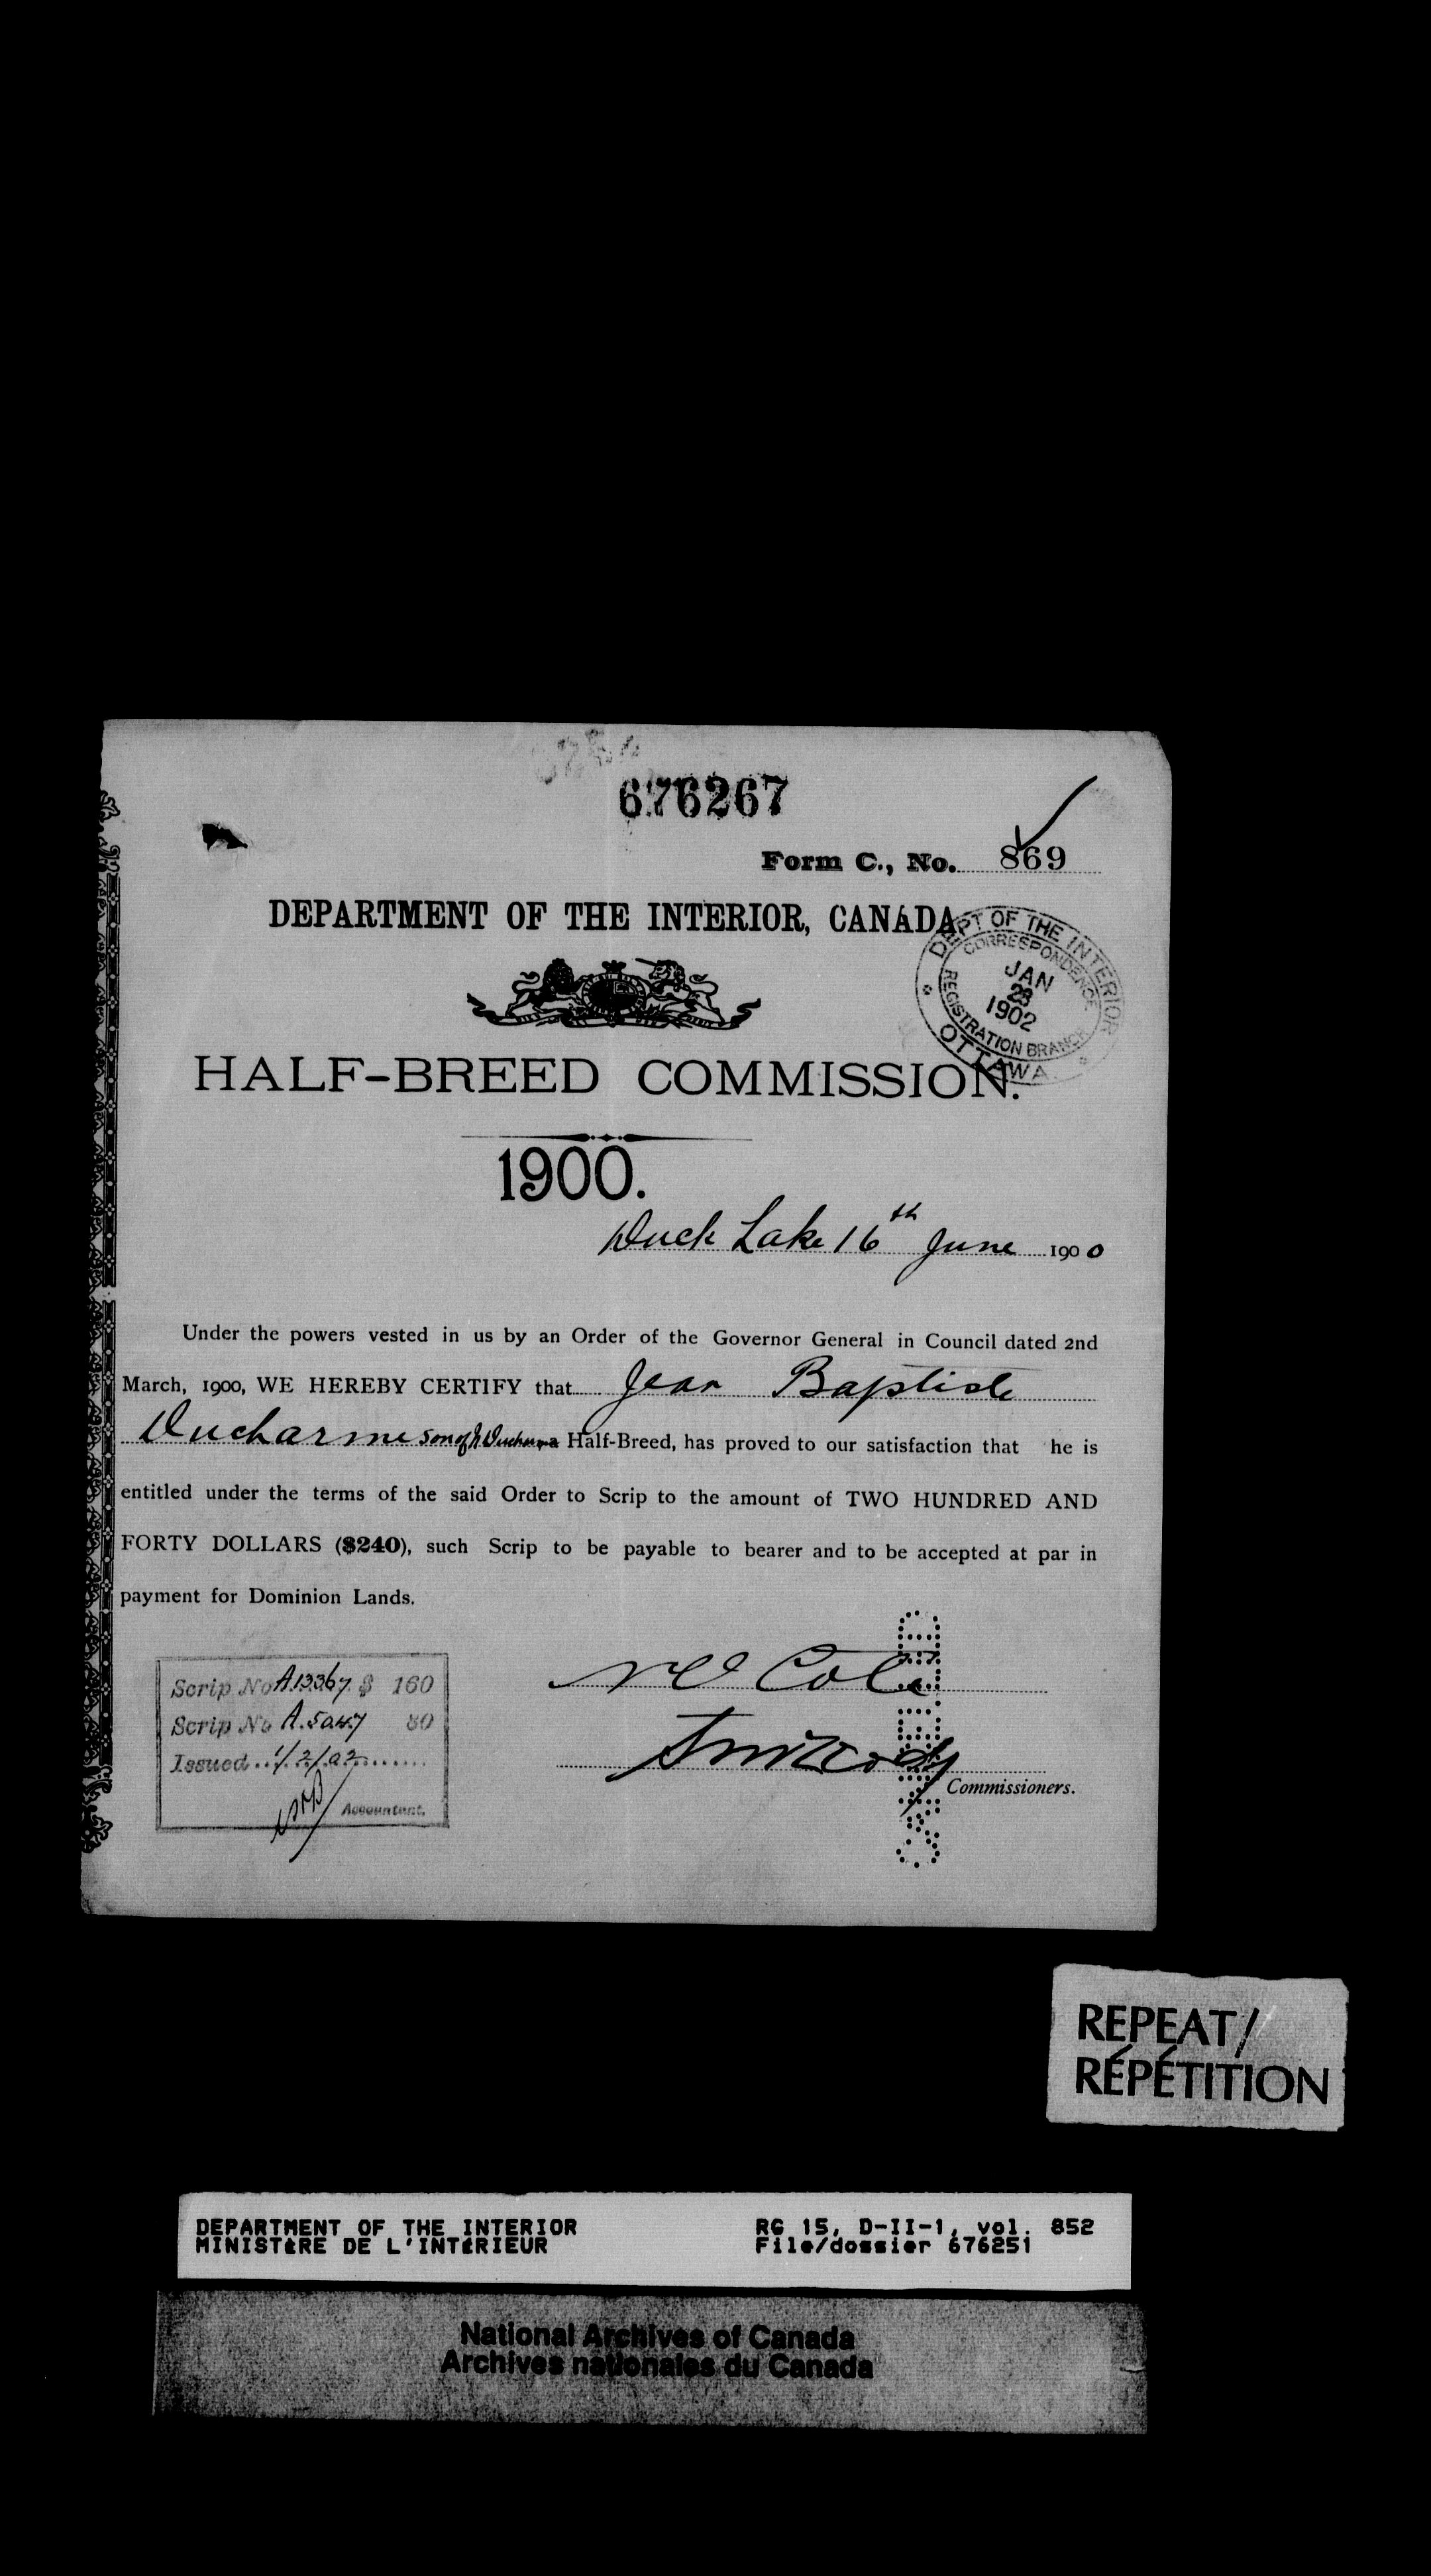 676267
Form C., No. 869
DEPARTMENT OF THE INTERIOR, CANADA
DEPT OF THE INTERIOR
CORRESPONDENCE
JAN
28
1902
REGISTRATION BRANCH
OTTAWA.
HALF-BREED COMMISSION.
1900.
Duck Lake 16th June 1900
Under the powers vested in us by an Order of the Governor General in Council dated 2nd
March, 1900, WE HEREBY CERTIFY that Jean Baptiste
Ducharme son of Ducharme Half-Breed, has proved to our satisfaction that he is
entitled under the terms of the said Order to Scrip to the amount of TWO HUNDRED AND
FORTY DOLLARS ($240), such Scrip to be payable to bearer and to be accepted at par in
payment for Dominion Lands.
Scrip No A13367 $ 160
Scrip No A.5047 80
Issued 1/2/02
Accountant.
Cole
Commissioners.
REPEAT/
RÉPÉTITION
DEPARTMENT OF THE INTERIOR
MINISTÈRE DE L'INTÉRIEUR
RG 15, D-II-1, vol. 852
File/dossier 676251
National Archives of Canada
Archives nationales du Canada